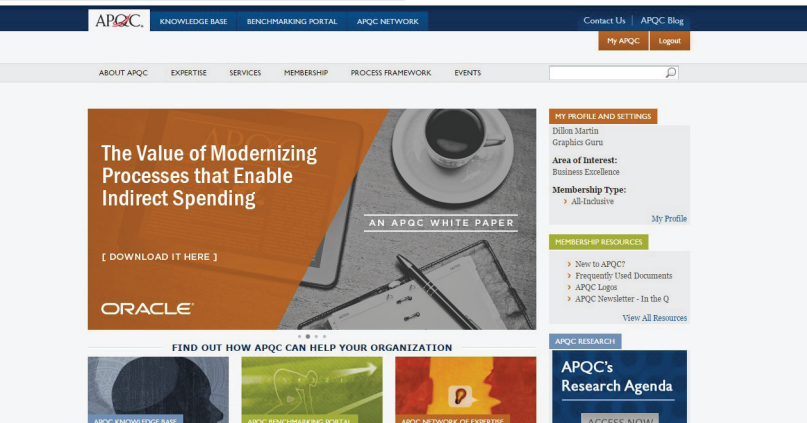 APQC.
KNOWLEDGE BASE
BENCHMARKING PORTAL
APQC NETWORK
Contact Us | APQC Blog
My APQC
Logout
ABOUT APQC
EXPERTISE
SERVICES
MEMBERSHIP
PROCESS FRAMEWORK
EVENTS
The Value of Modernizing
Processes that Enable
Indirect Spending
AN APQC WHITE PAPER
[ DOWNLOAD IT HERE ]
ORACLE
MY PROFILE AND SETTINGS
Dillon Martin
Graphics Guru
Area of Interest:
Business Excellence
Membership Type:
All-Inclusive
My Profile
MEMBERSHIP RESOURCES
New to APQC?
Frequently Used Documents
APQC Logos
APQC Newsletter - In the Q
View All Resources
FIND OUT HOW APQC CAN HELP YOUR ORGANIZATION
APQC KNOWLEDGE BASE
APQC BENCHMARKING PORTAL
APQC NETWORK OF EXPERTISE
APQC RESEARCH
APQC's
Research Agenda
ACCESS NOW